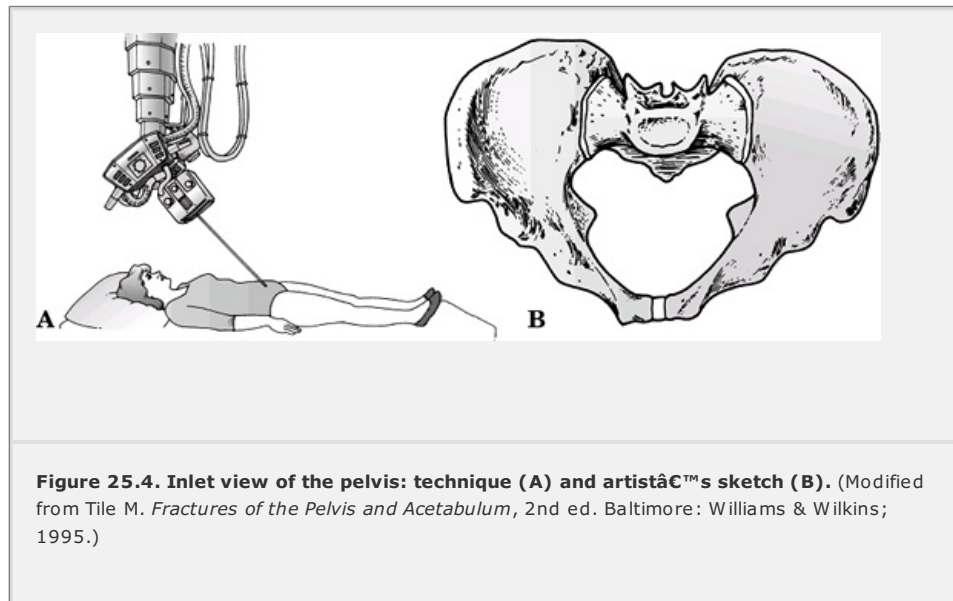 A
B
Figure 25.4. Inlet view of the pelvis: technique (A) and artistâ€™s sketch (B). (Modified
from Tile M. Fractures of the Pelvis and Acetabulum, 2nd ed. Baltimore: Williams & Wilkins;
1995.)